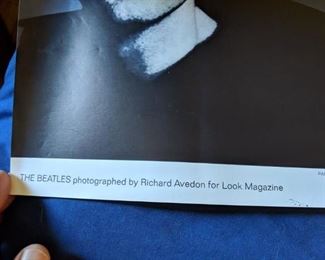 THE BEATLES photographed by Richard Avedon for Look Magazine